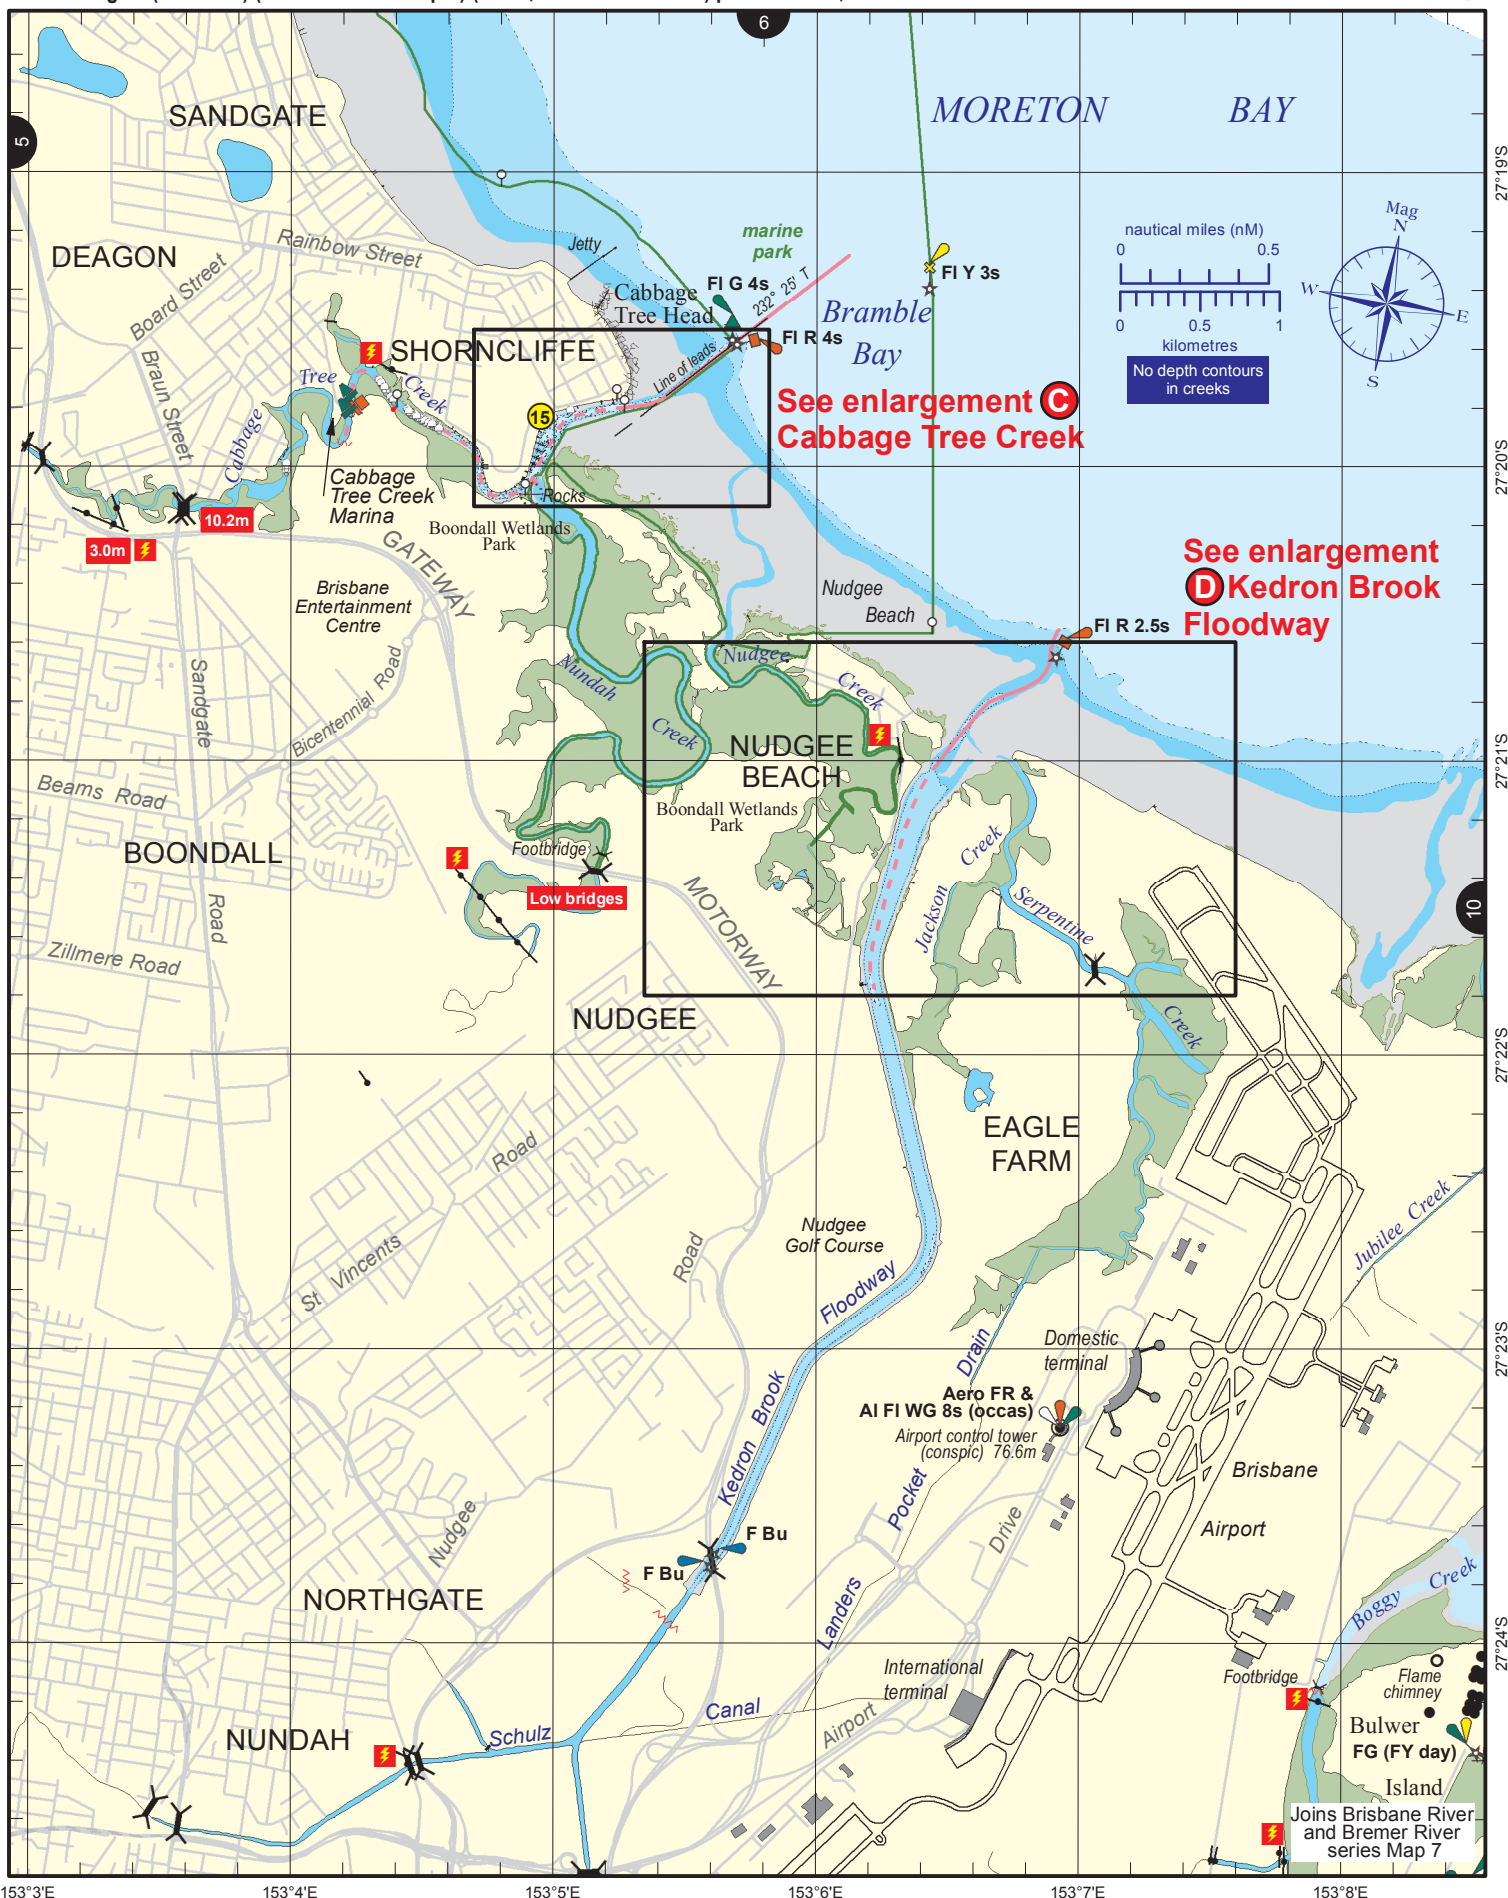 6
5
MORETON BAY
SANDGATE
27°19'S
DEAGON
Rainbow Street
Board Street
Braun Street
Jetty
marine
park
Mag
N
W
E
S
nautical miles (nM)
0 0.5
0 0.5 1
kilometres
No depth contours
in creeks
Fl Y 3s
Fl G 4s
232° 25' T
Cabbage
Tree Head
Bramble
Bay
Fl R 4s
Line of leads
SHORNCLIFFE
Cabbage Tree Creek
15
See enlargement C
Cabbage Tree Creek
27°20'S
Cabbage
Tree Creek
Marina
10.2m
3.0m
Rocks
Boondall Wetlands
Park
GATEWAY
Brisbane
Entertainment
Centre
Nudgee
Beach
See enlargement
D Kedron Brook
Floodway
Fl R 2.5s
Nundah Creek
Nudgee Creek
Sandgate
Bicentennial Road
NUDGEE
BEACH
27°21'S
Beams Road
Boondall Wetlands
Park
BOONDALL
Footbridge
Low bridges
MOTORWAY
Jackson Creek
Serpentine
10
Road
Zillmere Road
Creek
NUDGEE
27°22'S
EAGLE
FARM
Road
St Vincents
Nudgee
Golf Course
Road
Jubilee Creek
Floodway
27°23'S
Domestic
terminal
Drain
Aero FR &
Al Fl WG 8s (occas)
Airport control tower
(conspic) 76.6m
Kedron Brook
Brisbane
Airport
Pocket
Drive
Nudgee
F Bu
F Bu
NORTHGATE
Landers
Boggy Creek
27°24'S
International
terminal
Footbridge
Flame
chimney
Canal
Airport
Schulz
NUNDAH
Bulwer
FG (FY day)
Island
Joins Brisbane River
and Bremer River
series Map 7
153°3'E 153°4'E 153°5'E 153°6'E 153°7'E 153°8'E